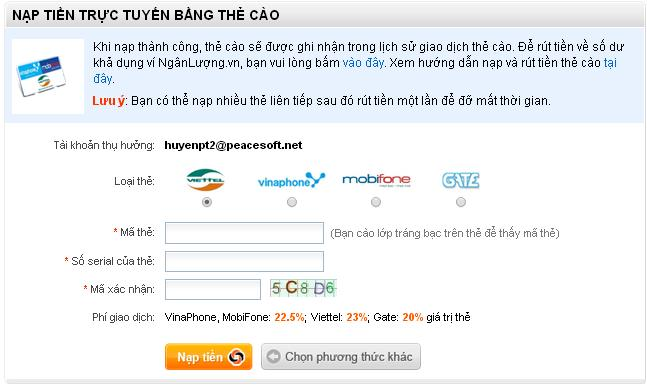 NẠP TIỀN TRỰC TUYẾN BẰNG THẺ CÀO
Khi nạp thành công, thẻ cào sẽ được ghi nhận trong lịch sử giao dịch thẻ cào. Để rút tiền về số dư
khả dụng ví NgânLượng.vn, bạn vui lòng bấm vào đây. Xem hướng dẫn nạp và rút tiền thẻ cào tại
đây.
Lưu ý: Bạn có thể nạp nhiều thẻ liên tiếp sau đó rút tiền một lần để đỡ mất thời gian.
Tài khoản thụ hưởng: huyenpt2@peacesoft.net
Loại thẻ: VIETTEL vinaphone mobifone GATE
* Mã thẻ: (Bạn cào lớp tráng bạc trên thẻ để thấy mã thẻ)
* Số serial của thẻ:
* Mã xác nhận: 5C8D6
Phí giao dịch: VinaPhone, MobiFone: 22.5%; Viettel: 23%; Gate: 20% giá trị thẻ
Nạp tiền Chọn phương thức khác